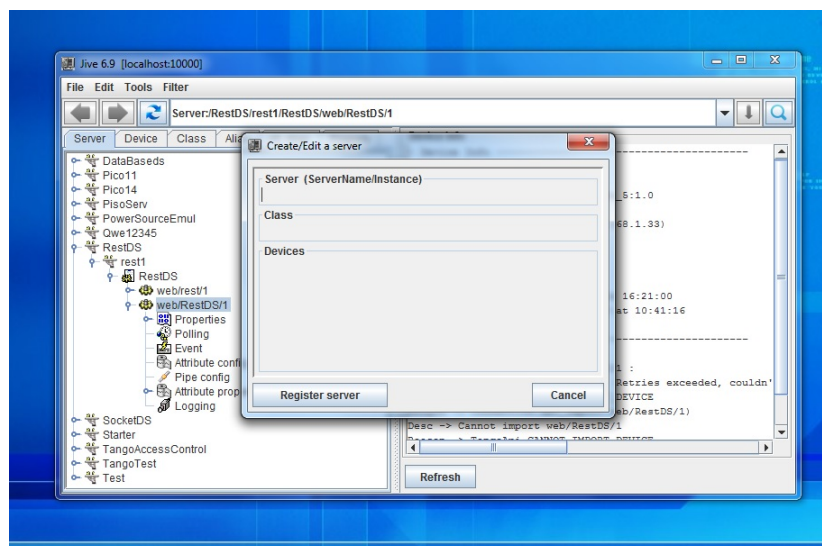 Jive 6.9 [localhost:10000]
File Edit Tools Filter
Server:/RestDS/rest1/RestDS/web/RestDS/1
Server Device Class
DataBaseds
Pico11
Pico14
PisoServ
PowerSourceEmul
Qwe12345
RestDS
rest1
RestDS
web/rest/1
web/RestDS/1
Properties
Polling
Event
Attribute confi
Pipe config
Attribute prop
Logging
SocketDS
Starter
TangoAccessControl
TangoTest
Test
Create/Edit a server
Server (ServerName/Instance)
Class
Devices
Register server Cancel
_5:1.0
68.1.33)
16:21:00
at 10:41:16
1 :
Retries exceeded, couldn'
DEVICE
eb/RestDS/1)
Desc -> Cannot import web/RestDS/1
Refresh